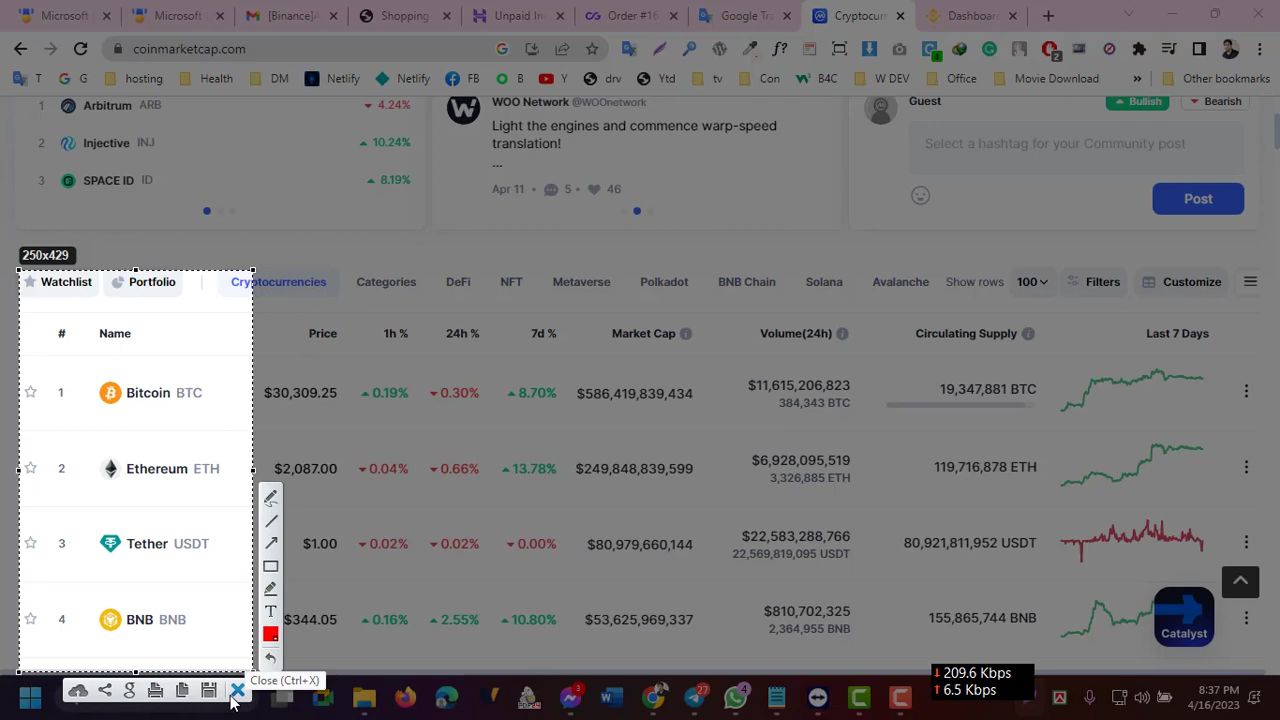 Microsoft
Microsoft
[Binance]A
Shopping
Unpaid In
Order #16
Google Tra
Cryptocurr
Dashboar
coinmarketcap.com
T
G
hosting
Health
DM
Netlify
Netlify
FB
B
Y
drv
Ytd
tv
Con
B4C
W DEV
Office
Movie Download
»
Other bookmarks
1 Arbitrum ARB 4.24%
2 Injective INJ 10.24%
3 SPACE ID ID 8.19%
WOO Network @WOOnetwork
Light the engines and commence warp-speed
translation!
...
Apr 11 • 5 • 46
Guest
Bullish
Bearish
Select a hashtag for your Community post
Post
250x429
Watchlist Portfolio Cryptocurrencies Categories DeFi NFT Metaverse Polkadot BNB Chain Solana Avalanche Show rows 100 Filters Customize
# Name Price 1h % 24h % 7d % Market Cap Volume(24h) Circulating Supply Last 7 Days
1 Bitcoin BTC $30,309.25 0.19% 0.30% 8.70% $586,419,839,434 $11,615,206,823 19,347,881 BTC
384,343 BTC
2 Ethereum ETH $2,087.00 0.04% 0.66% 13.78% $249,848,839,599 $6,928,095,519 119,716,878 ETH
3,326,885 ETH
3 Tether USDT $1.00 0.02% 0.02% 0.00% $80,979,660,144 $22,583,288,766 80,921,811,952 USDT
22,569,819,095 USDT
4 BNB BNB $344.05 0.16% 2.55% 10.80% $53,625,969,337 $810,702,325 155,865,744 BNB
2,364,955 BNB
T
Catalyst
Close (Ctrl+X)
209.6 Kbps
6.5 Kbps
3
27
4
8:37 PM
4/16/2023